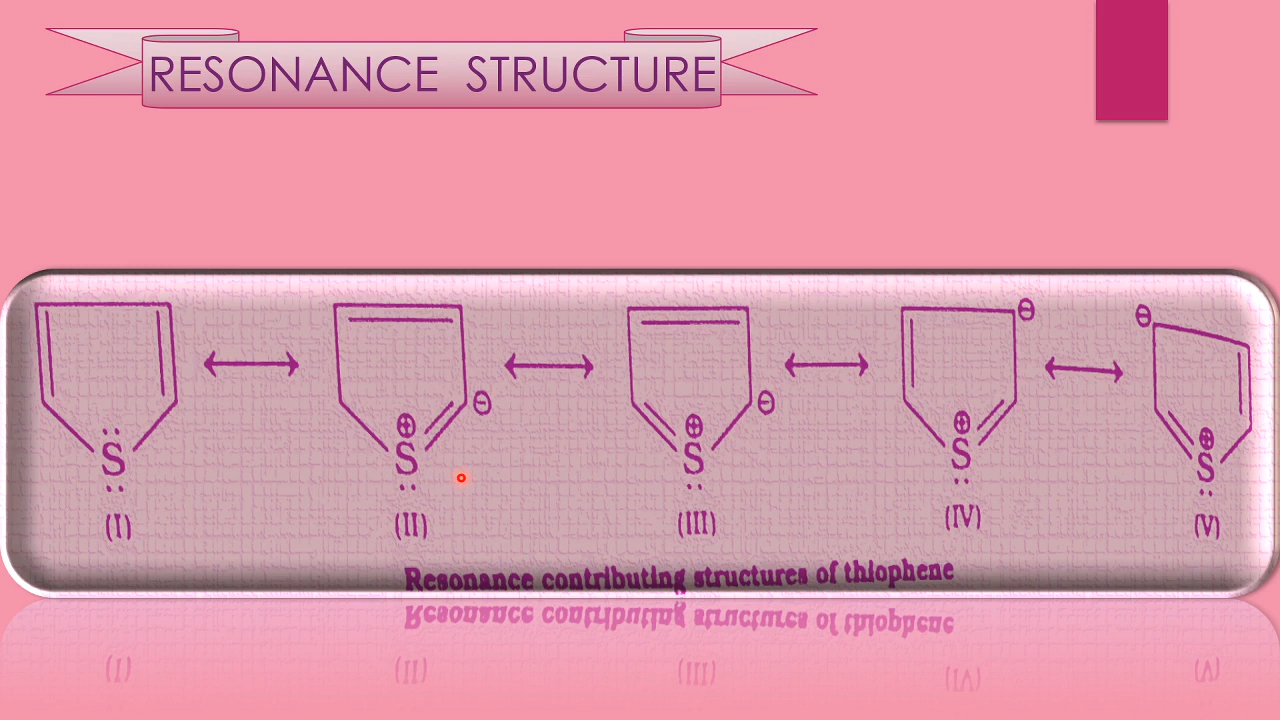 RESONANCE STRUCTURE
⊖ ⊖
⊖ ⊖
⊕ ⊕ ⊕ ⊕
S S S S S
(I) (II) (III) (IV) (V)
Resonance contributing structures of thiophene